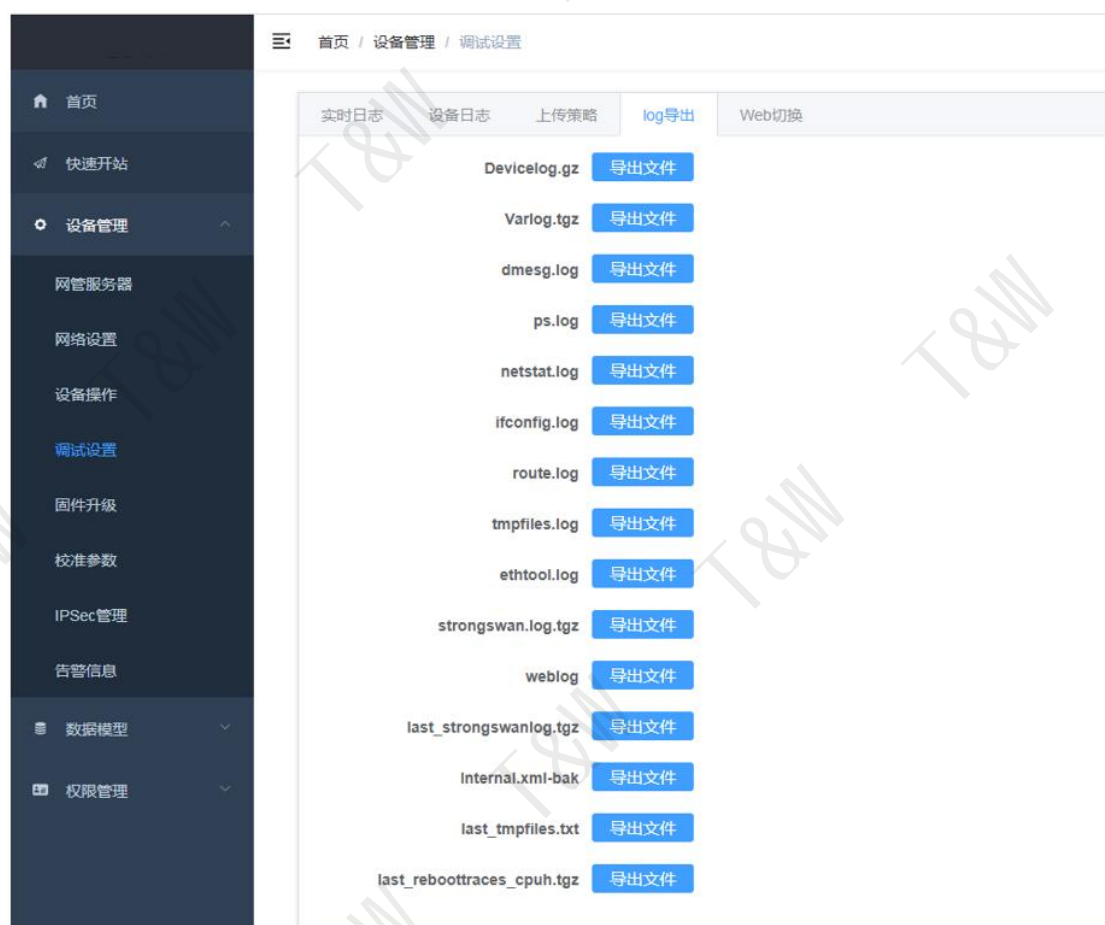 首页 / 设备管理 / 调试设置
首页
快速开站
设备管理
网管服务器
网络设置
设备操作
调试设置
固件升级
校准参数
IPSec管理
告警信息
数据模型
权限管理
实时日志 设备日志 上传策略 log导出 Web切换
Devicelog.gz 导出文件
Varlog.tgz 导出文件
dmesg.log 导出文件
ps.log 导出文件
netstat.log 导出文件
ifconfig.log 导出文件
route.log 导出文件
tmpfiles.log 导出文件
ethtool.log 导出文件
strongswan.log.tgz 导出文件
weblog 导出文件
last_strongswanlog.tgz 导出文件
Internal.xml-bak 导出文件
last_tmpfiles.txt 导出文件
last_reboottraces_cpuh.tgz 导出文件
T&W
T&W
T&W
T&W
T&W